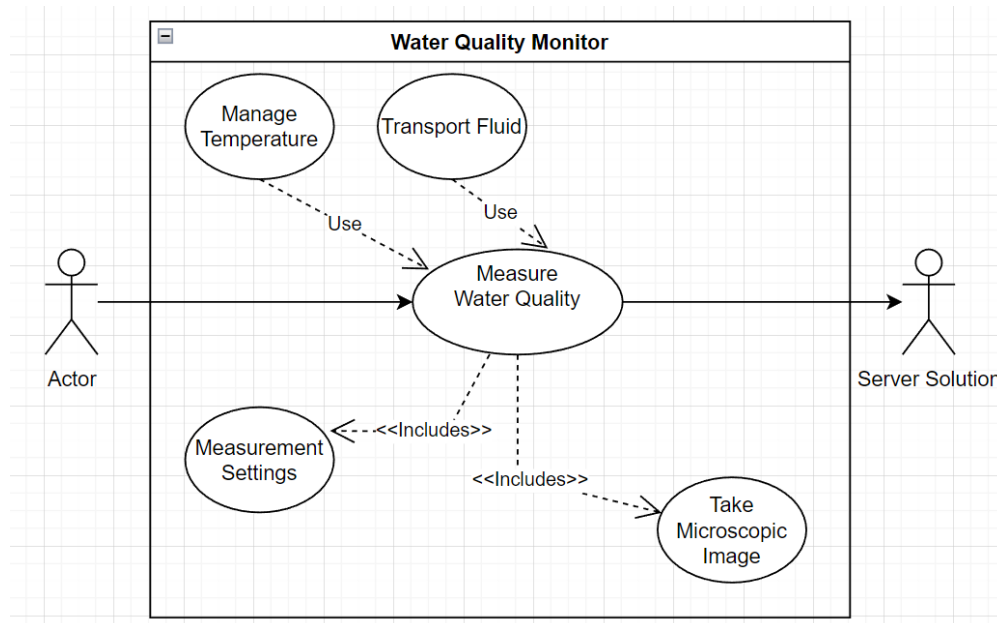 Water Quality Monitor
Manage
Temperature
Transport Fluid
Use
Use
Measure
Water Quality
Actor
Server Solution
<<Includes>>
Measurement
Settings
<<Includes>>
Take
Microscopic
Image